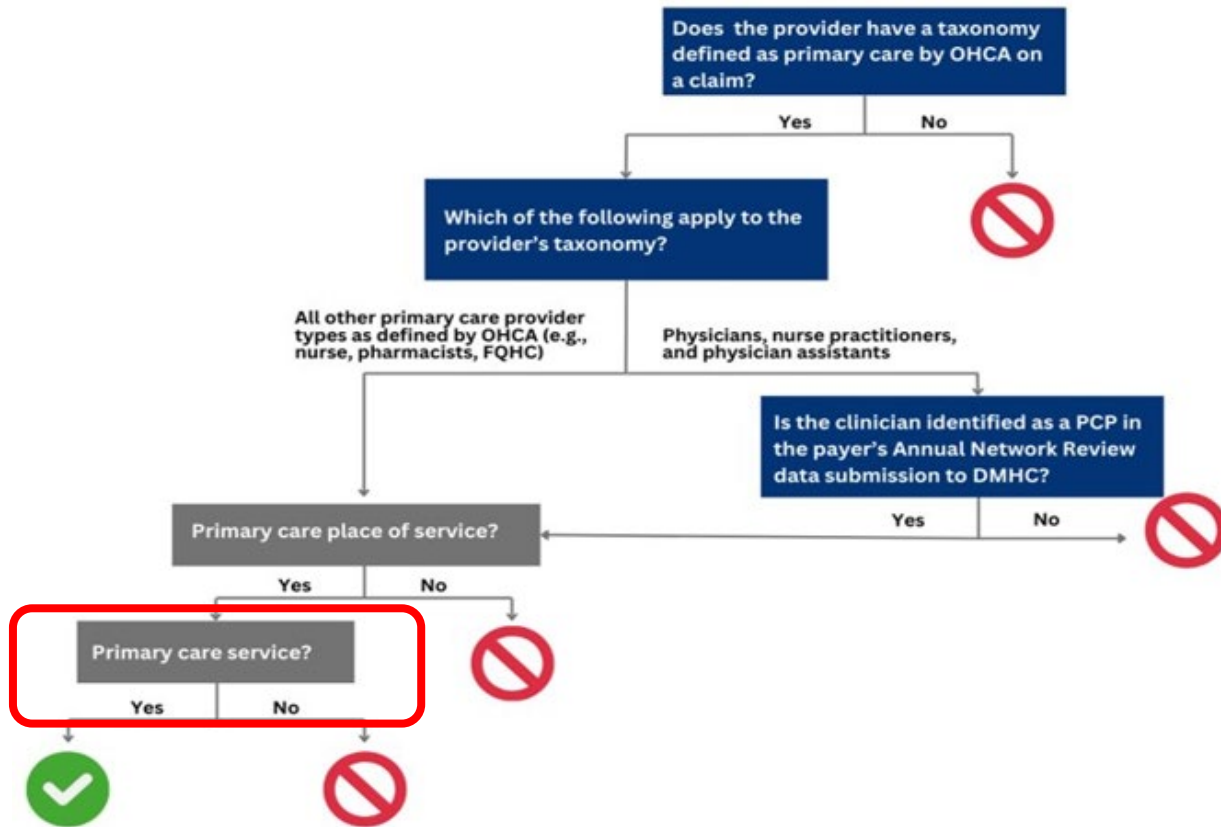 Does the provider have a taxonomy
defined as primary care by OHCA on
a claim?
Yes
No
Which of the following apply to the
provider's taxonomy?
All other primary care provider
types as defined by OHCA (e.g.,
nurse, pharmacists, FQHC)
Physicians, nurse practitioners,
and physician assistants
Is the clinician identified as a PCP in
the payer's Annual Network Review
data submission to DMHC?
Yes
No
Primary care place of service?
Yes
No
Primary care service?
Yes
No